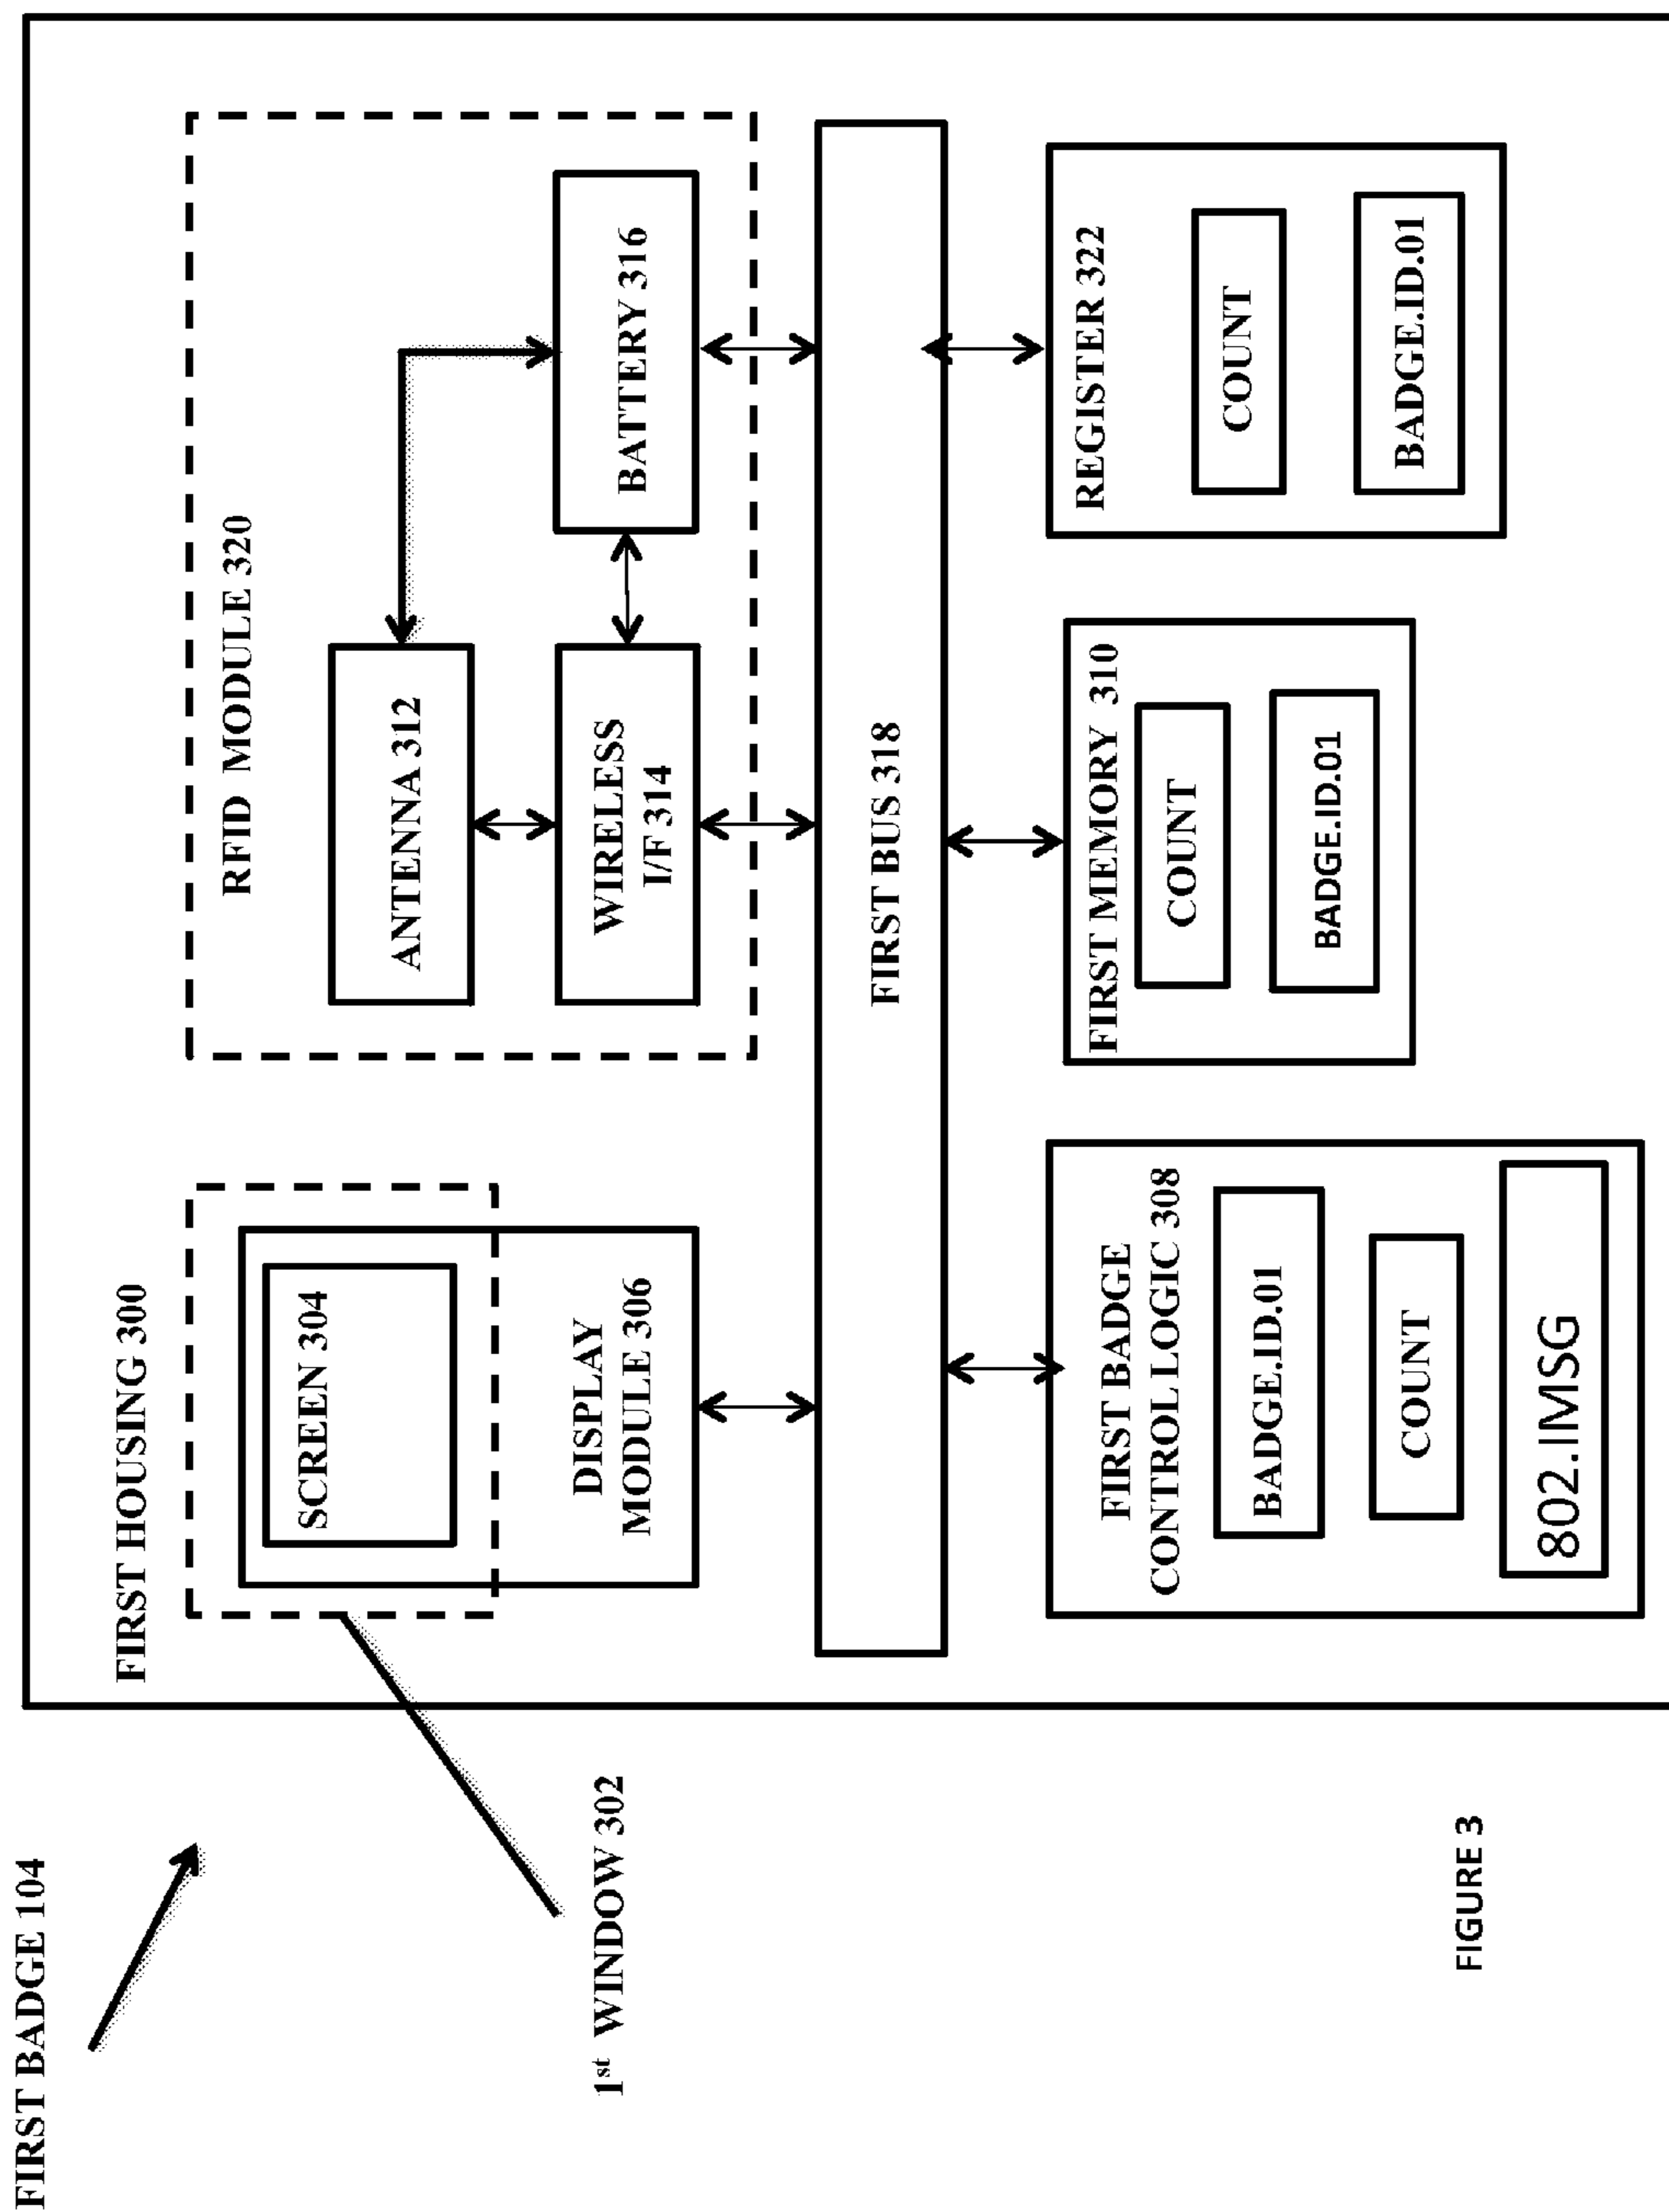 FIRST BADGE 104
FIRST HOUSING 300
SCREEN 304
DISPLAY
MODULE 306
1st WINDOW 302
RFID MODULE 320
ANTENNA 312
WIRELESS
I/F 314
BATTERY 316
FIRST BUS 318
FIRST BADGE
CONTROL LOGIC 308
BADGE.ID.01
COUNT
802.IMSG
FIRST MEMORY 310
COUNT
BADGE.ID.01
REGISTER 322
COUNT
BADGE.ID.01
FIGURE 3